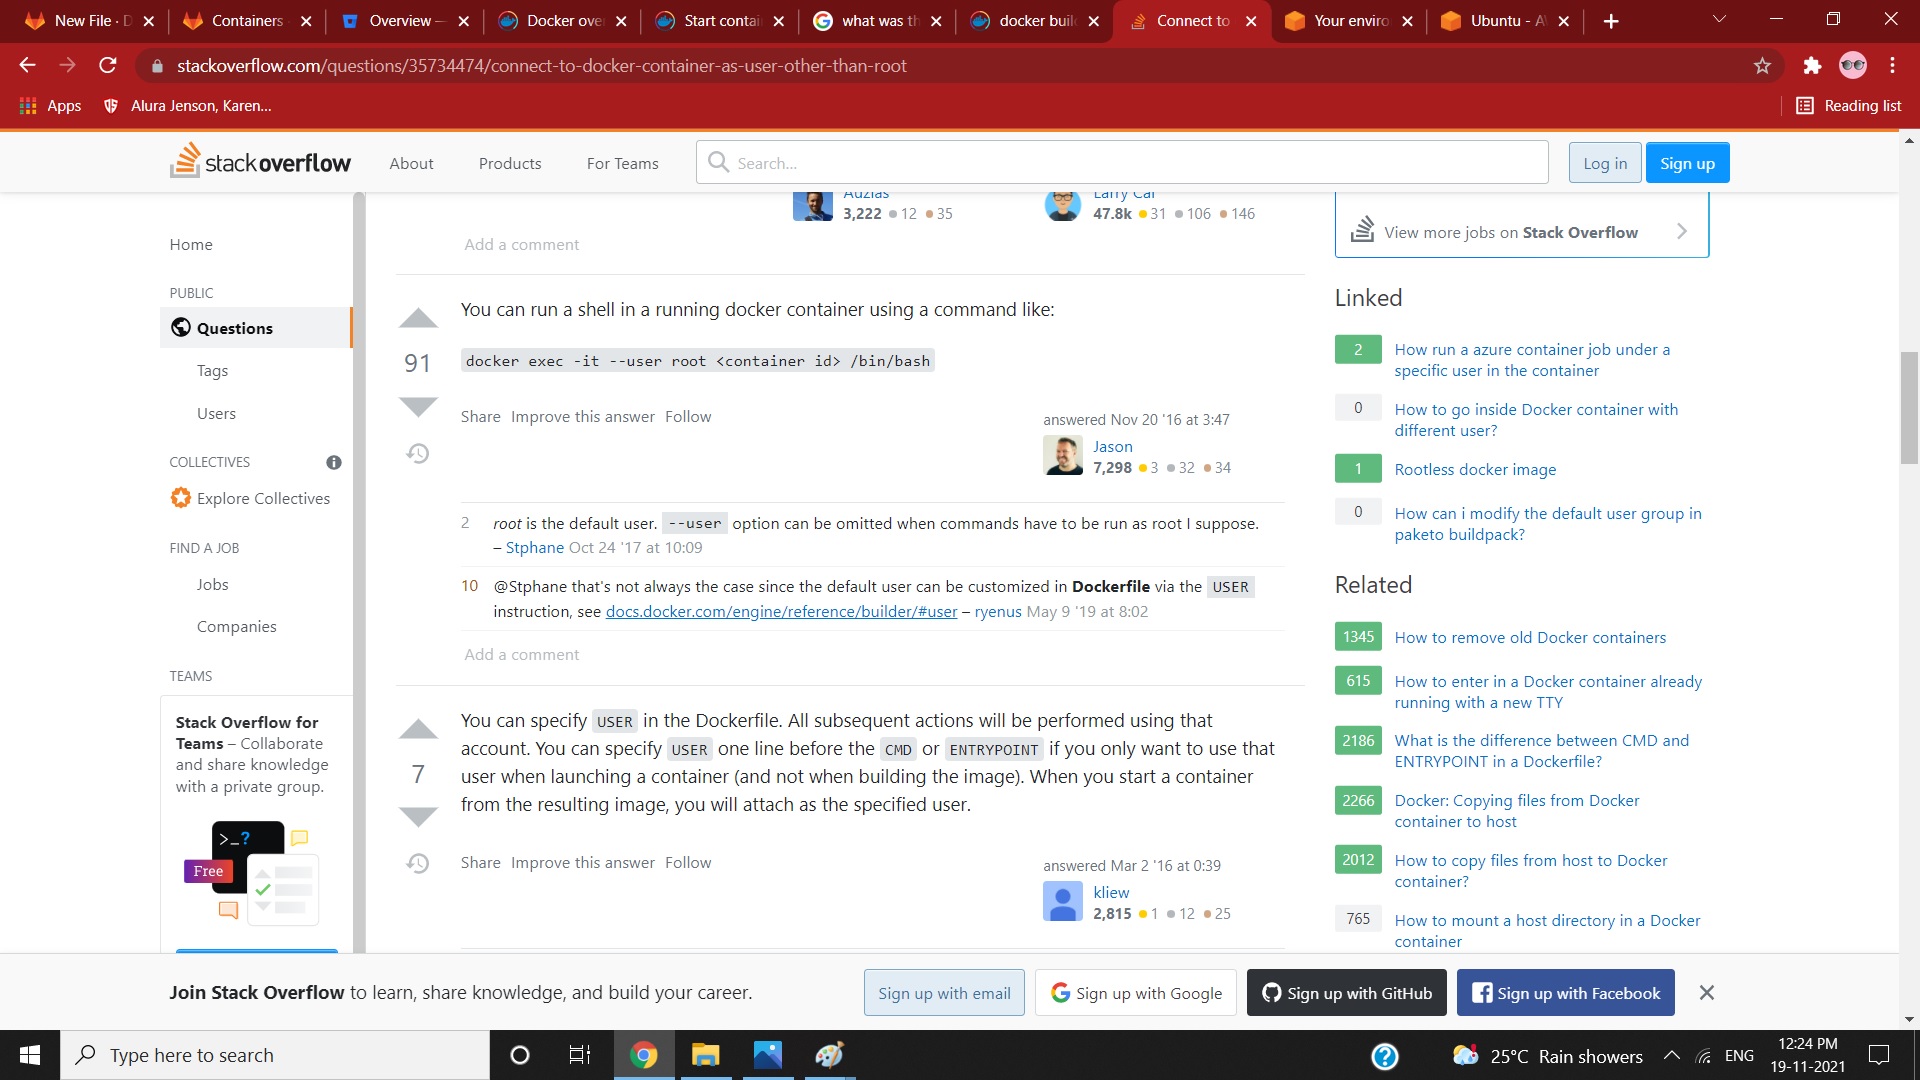 New File · D
Containers
Overview —
Docker over
Start contai
what was th
docker buil
Connect to
Your enviro
Ubuntu - A
stackoverflow.com/questions/35734474/connect-to-docker-container-as-user-other-than-root
Apps
Alura Jenson, Karen...
Reading list
stackoverflow
About
Products
For Teams
Search...
Log in
Sign up
Home
PUBLIC
Questions
Tags
Users
COLLECTIVES
Explore Collectives
FIND A JOB
Jobs
Companies
TEAMS
Stack Overflow for
Teams – Collaborate
and share knowledge
with a private group.
>_?
Free
Auzias
3,222 12 35
Larry Cai
47.8k 31 106 146
Add a comment
You can run a shell in a running docker container using a command like:
91
docker exec -it --user root <container id> /bin/bash
Share Improve this answer Follow
answered Nov 20 '16 at 3:47
Jason
7,298 3 32 34
2 root is the default user. --user option can be omitted when commands have to be run as root I suppose.
– Stphane Oct 24 '17 at 10:09
10 @Stphane that's not always the case since the default user can be customized in Dockerfile via the USER
instruction, see docs.docker.com/engine/reference/builder/#user – ryenus May 9 '19 at 8:02
Add a comment
You can specify USER in the Dockerfile. All subsequent actions will be performed using that
account. You can specify USER one line before the CMD or ENTRYPOINT if you only want to use that
7
user when launching a container (and not when building the image). When you start a container
from the resulting image, you will attach as the specified user.
Share Improve this answer Follow
answered Mar 2 '16 at 0:39
kliew
2,815 1 12 25
View more jobs on Stack Overflow
Linked
2 How run a azure container job under a
specific user in the container
0 How to go inside Docker container with
different user?
1 Rootless docker image
0 How can i modify the default user group in
paketo buildpack?
Related
1345 How to remove old Docker containers
615 How to enter in a Docker container already
running with a new TTY
2186 What is the difference between CMD and
ENTRYPOINT in a Dockerfile?
2266 Docker: Copying files from Docker
container to host
2012 How to copy files from host to Docker
container?
765 How to mount a host directory in a Docker
container
Join Stack Overflow to learn, share knowledge, and build your career.
Sign up with email
Sign up with Google
Sign up with GitHub
Sign up with Facebook
Type here to search
25°C Rain showers
ENG
12:24 PM
19-11-2021